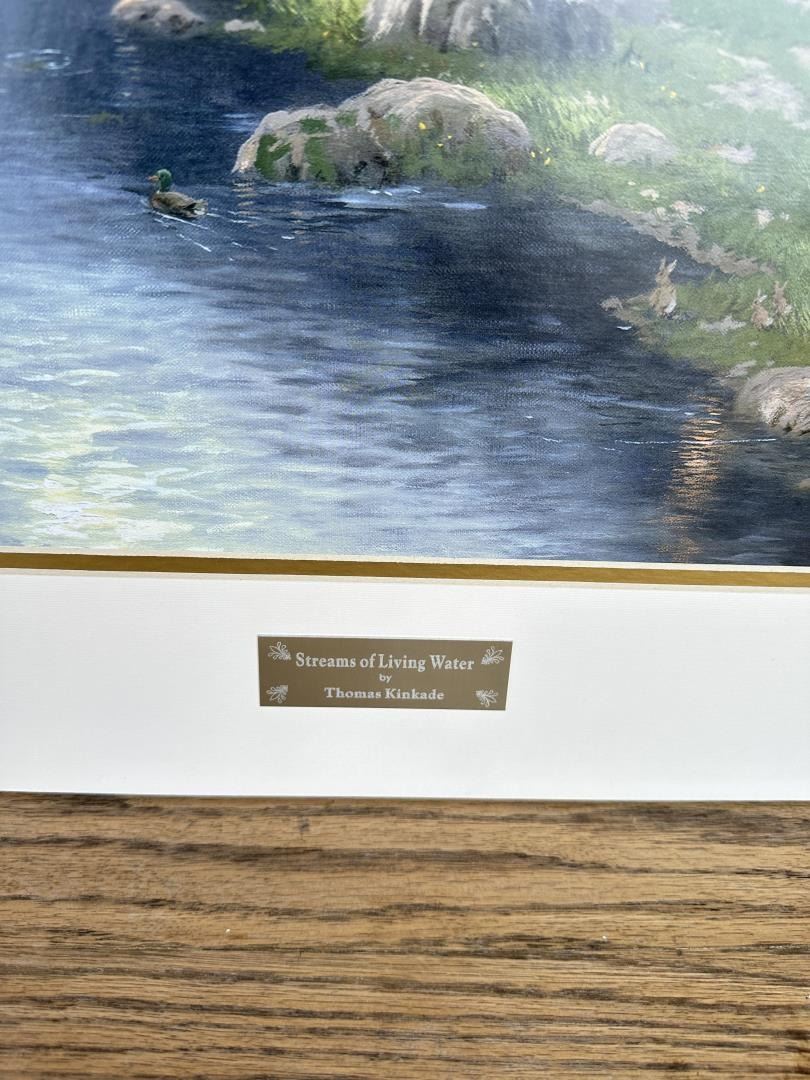 Streams of Living Water
by
Thomas Kinkade